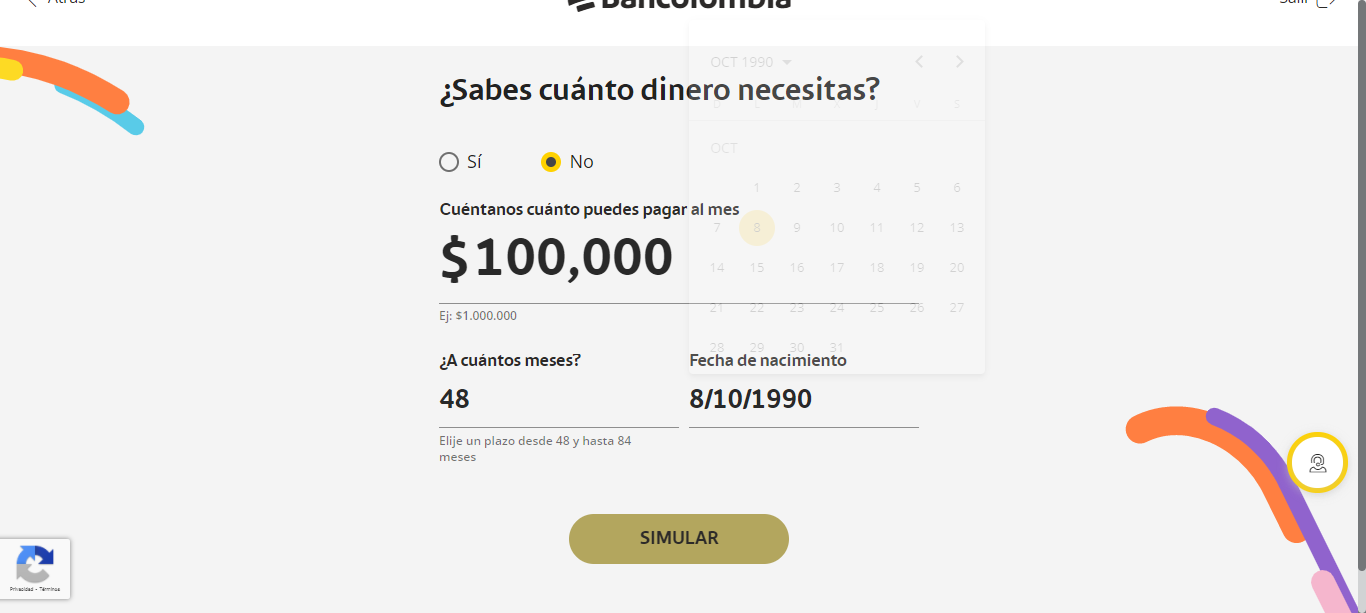 Atrás
Bancolombia
Salir
OCT 1990
¿Sabes cuánto dinero necesitas?
V S
OCT
Sí
No
1 2 3 4 5 6
Cuéntanos cuánto puedes pagar al mes
7 8 9 10 11 12 13
$100,000
14 15 16 17 18 19 20
21 22 23 24 25 26 27
Ej: $1.000.000
28 29 30 31
¿A cuántos meses?
Fecha de nacimiento
48
8/10/1990
Elije un plazo desde 48 y hasta 84
meses
SIMULAR
Privacidad - Términos